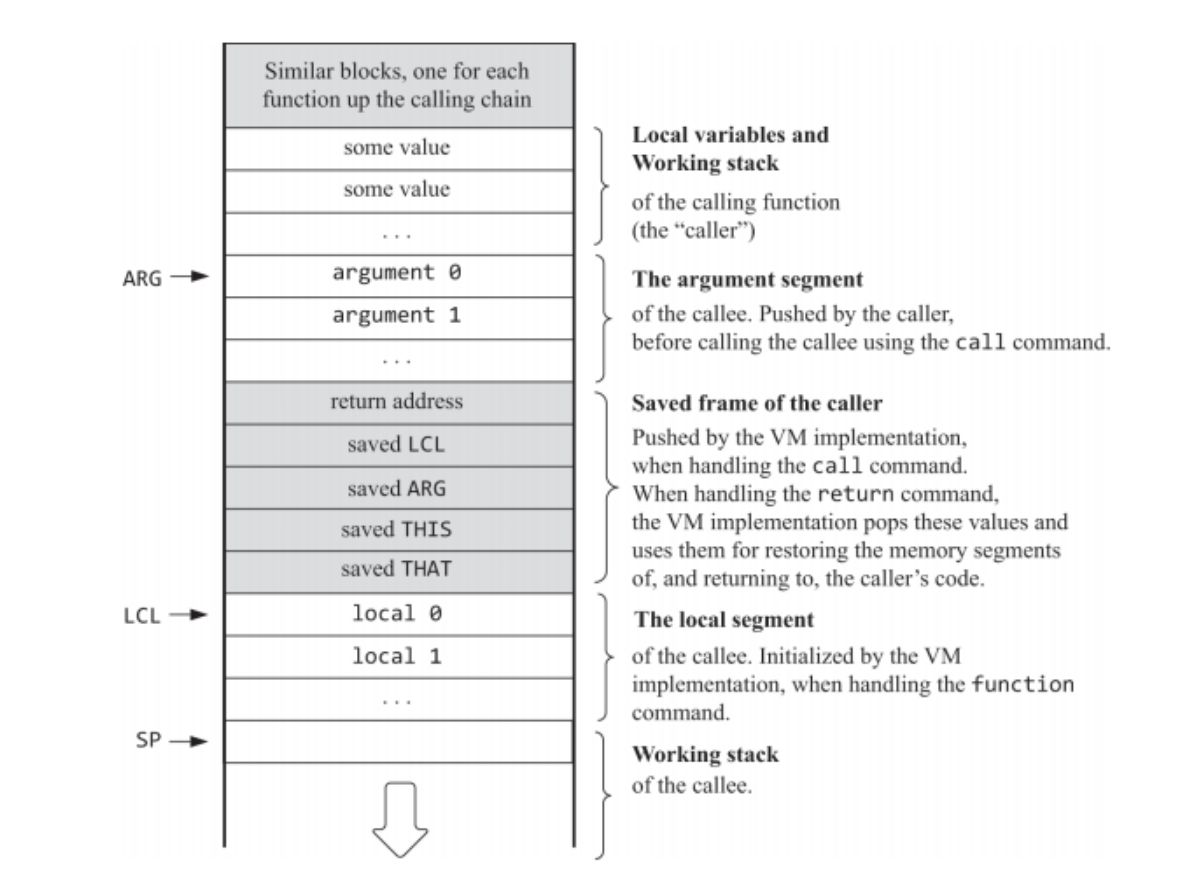 Similar blocks, one for each
function up the calling chain
some value
some value
...
Local variables and
Working stack
of the calling function
(the “caller”)
ARG
argument 0
argument 1
...
The argument segment
of the callee. Pushed by the caller,
before calling the callee using the call command.
return address
saved LCL
saved ARG
saved THIS
saved THAT
Saved frame of the caller
Pushed by the VM implementation,
when handling the call command.
When handling the return command,
the VM implementation pops these values and
uses them for restoring the memory segments
of, and returning to, the caller’s code.
LCL
local 0
local 1
...
The local segment
of the callee. Initialized by the VM
implementation, when handling the function
command.
SP
Working stack
of the callee.